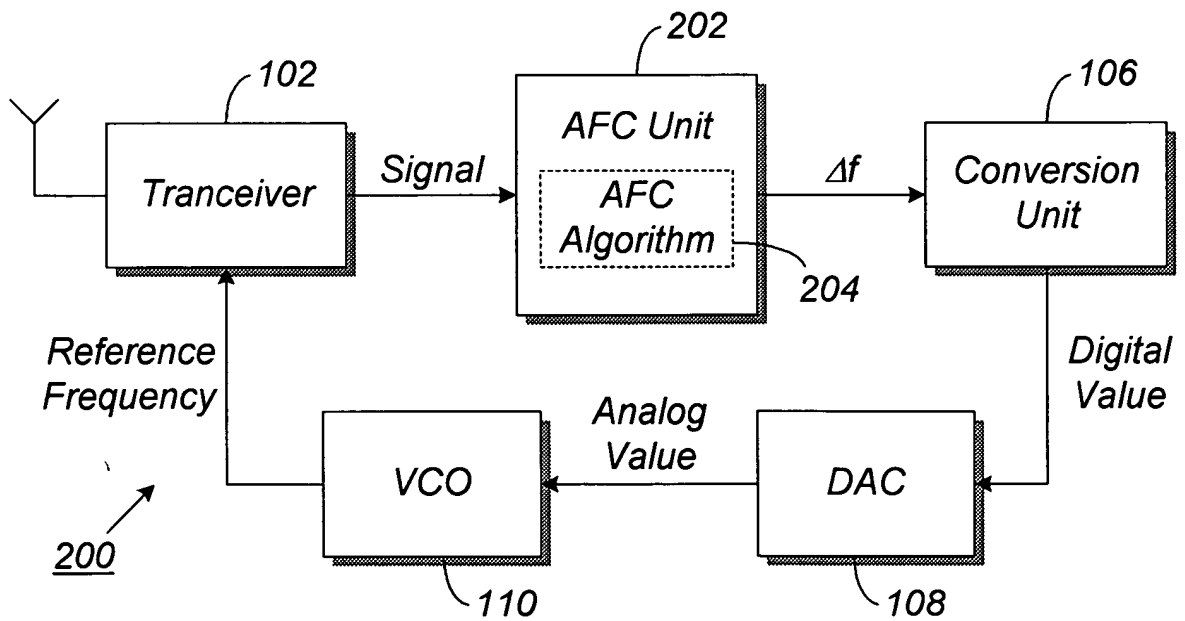 202
102
106
AFC Unit
Tranceiver
Signal
AFC
Algorithm
Δf
Conversion
Unit
204
Reference
Frequency
Digital
Value
Analog
Value
VCO
DAC
200
110
108